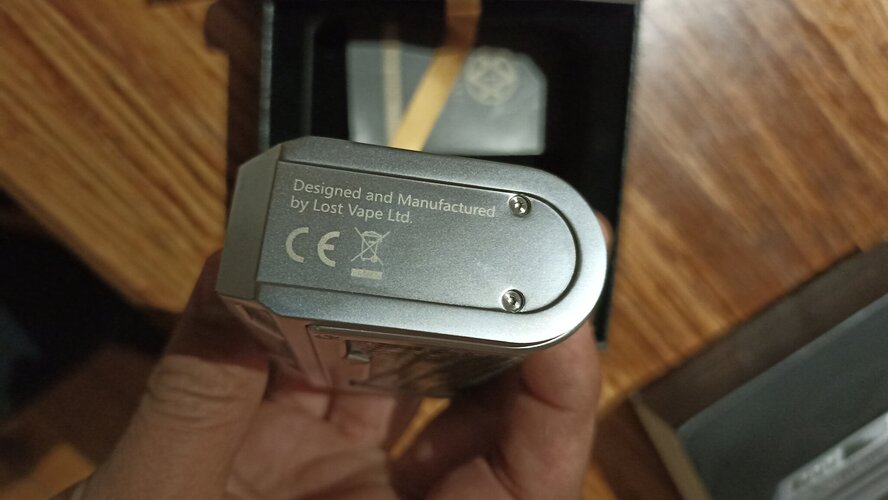 Designed and Manufactured
by Lost Vape Ltd.
CE